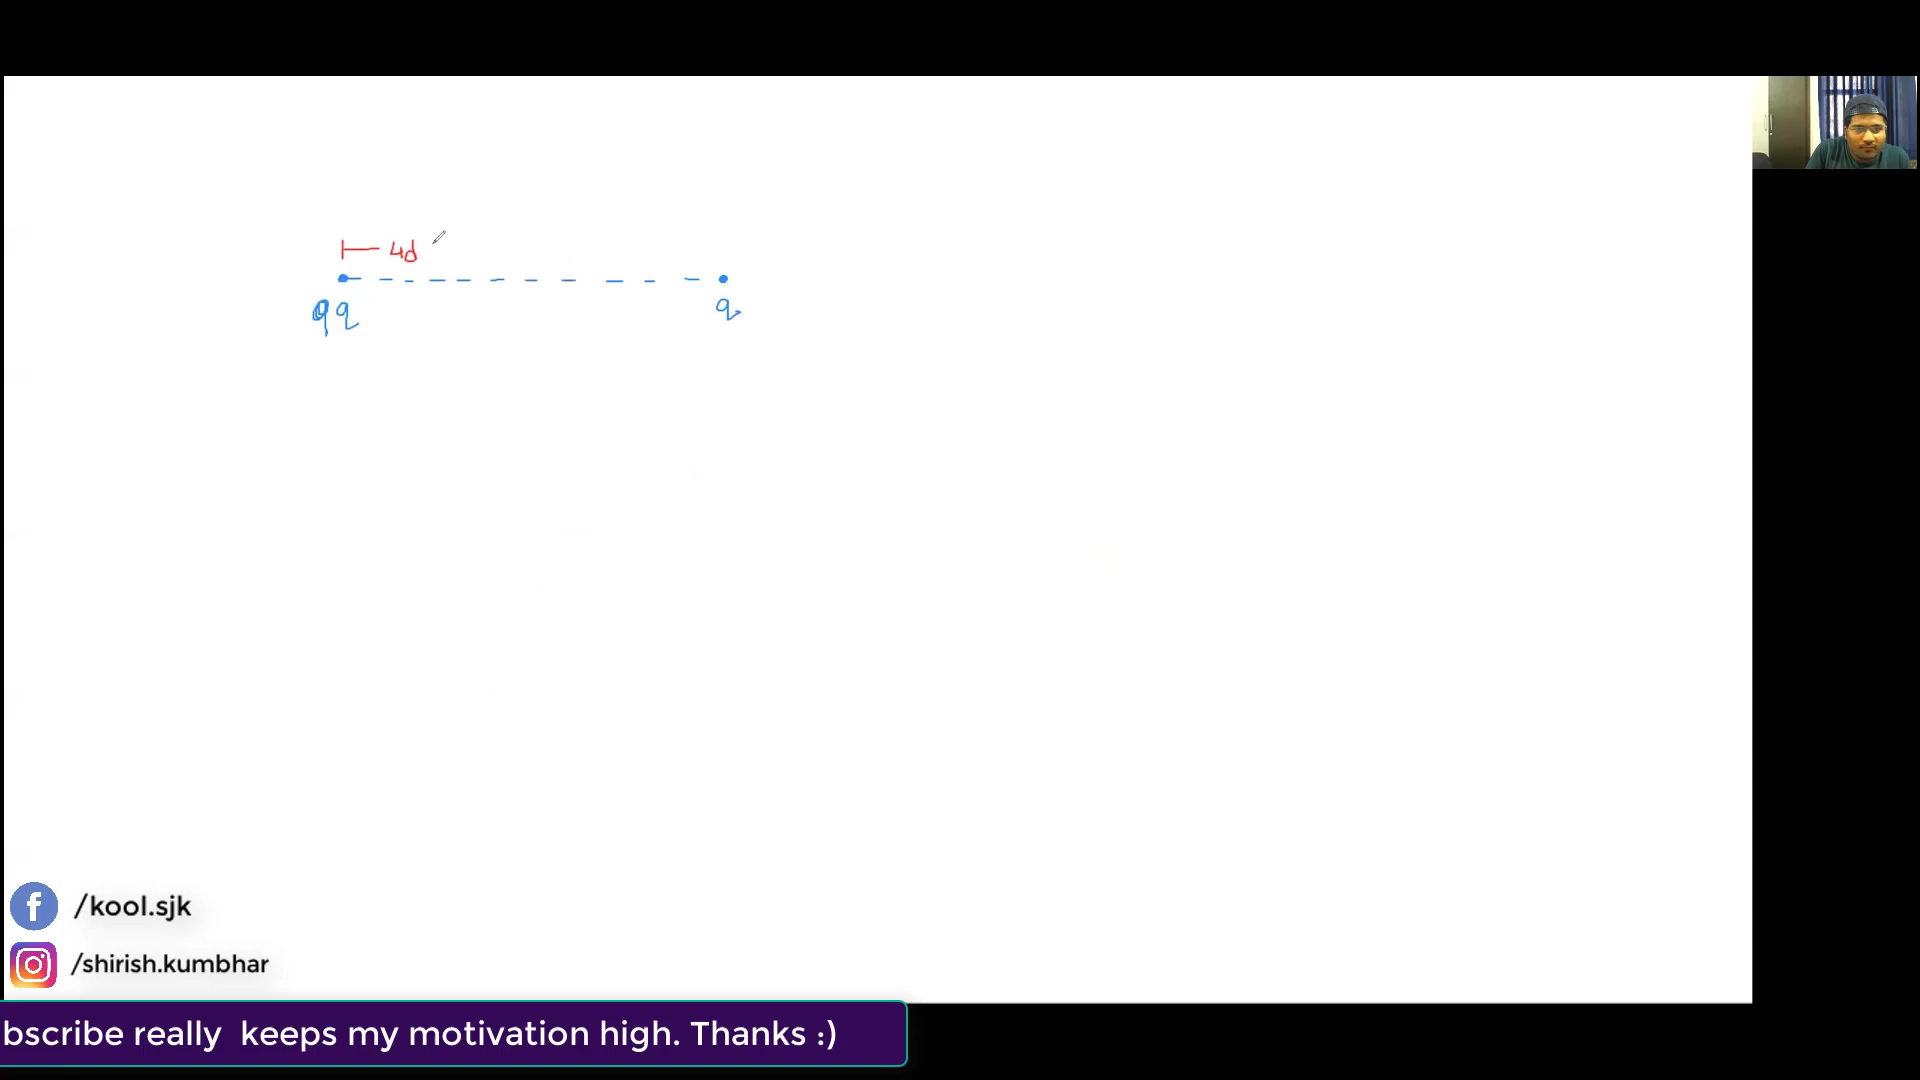 4d
9q q
/kool.sjk
/shirish.kumbhar
bscribe really keeps my motivation high. Thanks :)